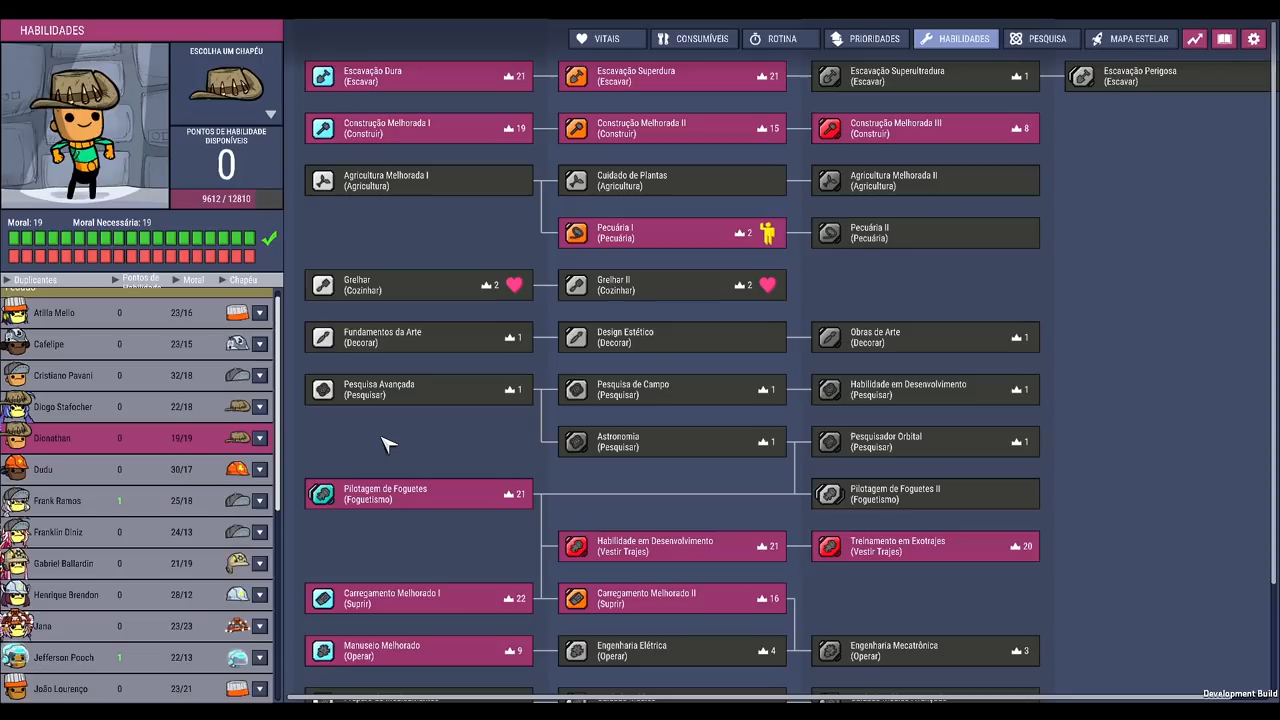 HABILIDADES
VITAIS
CONSUMÍVEIS
ROTINA
PRIORIDADES
HABILIDADES
PESQUISA
MAPA ESTELAR
ESCOLHA UM CHAPÉU
PONTOS DE HABILIDADE
DISPONÍVEIS
0
9612 / 12810
Moral: 19
Moral Necessária: 19
Duplicantes
Pontos de
Moral
Chapéu
Atilla Mello 0 23/16
Cafelipe 0 23/15
Cristiano Pavani 0 32/18
Diogo Stafocher 0 22/18
Dionathan 0 19/19
Dudu 0 30/17
Frank Ramos 1 25/18
Franklin Diniz 0 24/13
Gabriel Ballardin 0 21/19
Henrique Brendon 0 28/12
Jana 0 23/23
Jefferson Pooch 1 22/13
João Lourenço 0 23/21
Escavação Dura
(Escavar)
21
Escavação Superdura
(Escavar)
21
Escavação Superultradura
(Escavar)
1
Escavação Perigosa
(Escavar)
Construção Melhorada I
(Construir)
19
Construção Melhorada II
(Construir)
15
Construção Melhorada III
(Construir)
8
Agricultura Melhorada I
(Agricultura)
Cuidado de Plantas
(Agricultura)
Agricultura Melhorada II
(Agricultura)
Pecuária I
(Pecuária)
2
Pecuária II
(Pecuária)
Grelhar
(Cozinhar)
2
Grelhar II
(Cozinhar)
2
Fundamentos da Arte
(Decorar)
1
Design Estético
(Decorar)
Obras de Arte
(Decorar)
1
Pesquisa Avançada
(Pesquisar)
1
Pesquisa de Campo
(Pesquisar)
1
Habilidade em Desenvolvimento
(Pesquisar)
1
Astronomia
(Pesquisar)
1
Pesquisador Orbital
(Pesquisar)
1
Pilotagem de Foguetes
(Foguetismo)
21
Pilotagem de Foguetes II
(Foguetismo)
Habilidade em Desenvolvimento
(Vestir Trajes)
21
Treinamento em Exotrajes
(Vestir Trajes)
20
Carregamento Melhorado I
(Suprir)
22
Carregamento Melhorado II
(Suprir)
16
Manuseio Melhorado
(Operar)
9
Engenharia Elétrica
(Operar)
4
Engenharia Mecatrônica
(Operar)
3
Development Build